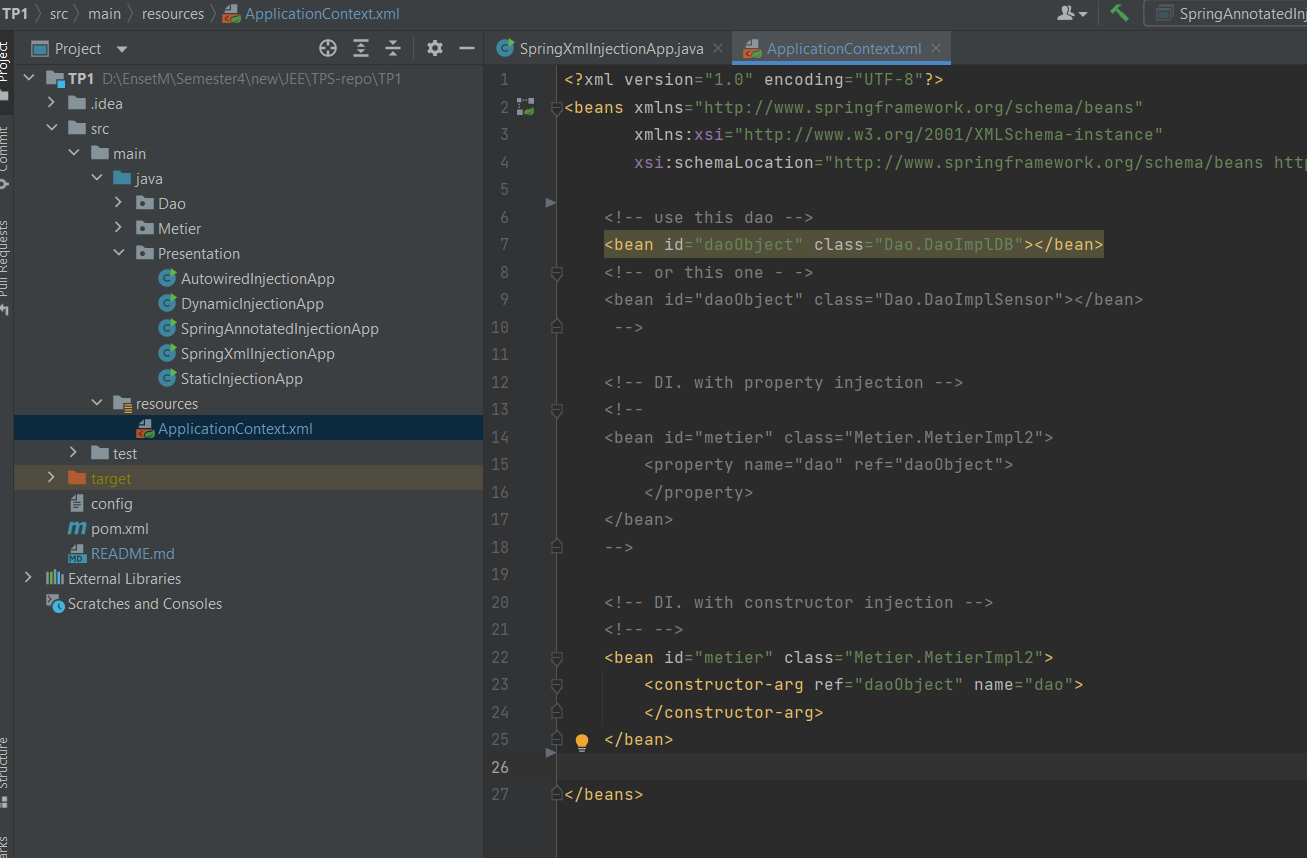 TP1 src main resources ApplicationContext.xml
Project
SpringXmlInjectionApp.java
ApplicationContext.xml
TP1 D:\EnsetM\Semester4\new\JEE\TPS-repo\TP1
.idea
src
main
java
Dao
Metier
Presentation
AutowiredInjectionApp
DynamicInjectionApp
SpringAnnotatedInjectionApp
SpringXmlInjectionApp
StaticInjectionApp
resources
ApplicationContext.xml
test
target
config
pom.xml
README.md
External Libraries
Scratches and Consoles
Project
Commit
Pull Requests
Structure
1 <?xml version="1.0" encoding="UTF-8"?>
2 <beans xmlns="http://www.springframework.org/schema/beans"
3 xmlns:xsi="http://www.w3.org/2001/XMLSchema-instance"
4 xsi:schemaLocation="http://www.springframework.org/schema/beans
5
6 <!-- use this dao -->
7 <bean id="daoObject" class="Dao.DaoImplDB"></bean>
8 <!-- or this one - -->
9 <bean id="daoObject" class="Dao.DaoImplSensor"></bean>
10 -->
11
12 <!-- DI. with property injection -->
13 <!--
14 <bean id="metier" class="Metier.MetierImpl2">
15 <property name="dao" ref="daoObject">
16 </property>
17 </bean>
18 -->
19
20 <!-- DI. with constructor injection -->
21 <!-- -->
22 <bean id="metier" class="Metier.MetierImpl2">
23 <constructor-arg ref="daoObject" name="dao">
24 </constructor-arg>
25 </bean>
26
27 </beans>